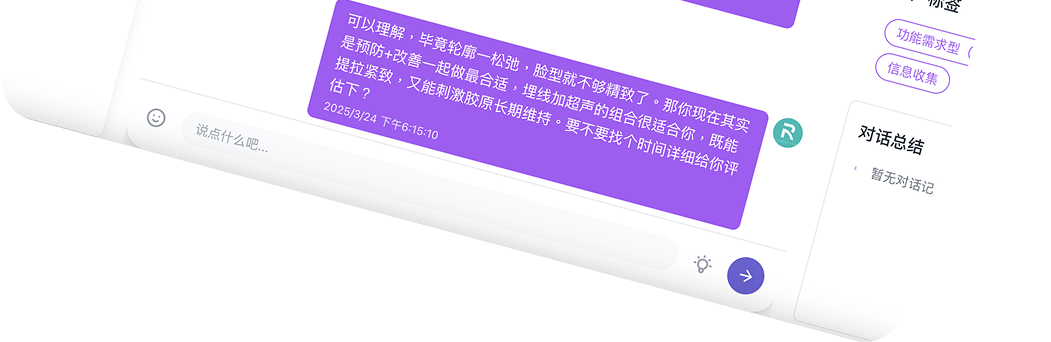 标签
功能需求型（
信息收集
可以理解，毕竟轮廓一松弛，脸型就不够精致了。那你现在其实
是预防+改善一起做最合适，埋线加超声的组合很适合你，既能
提拉紧致，又能刺激胶原长期维持。要不要找个时间详细给你评
估下？
2025/3/24 下午6:15:10
说点什么吧...
对话总结
暂无对话记